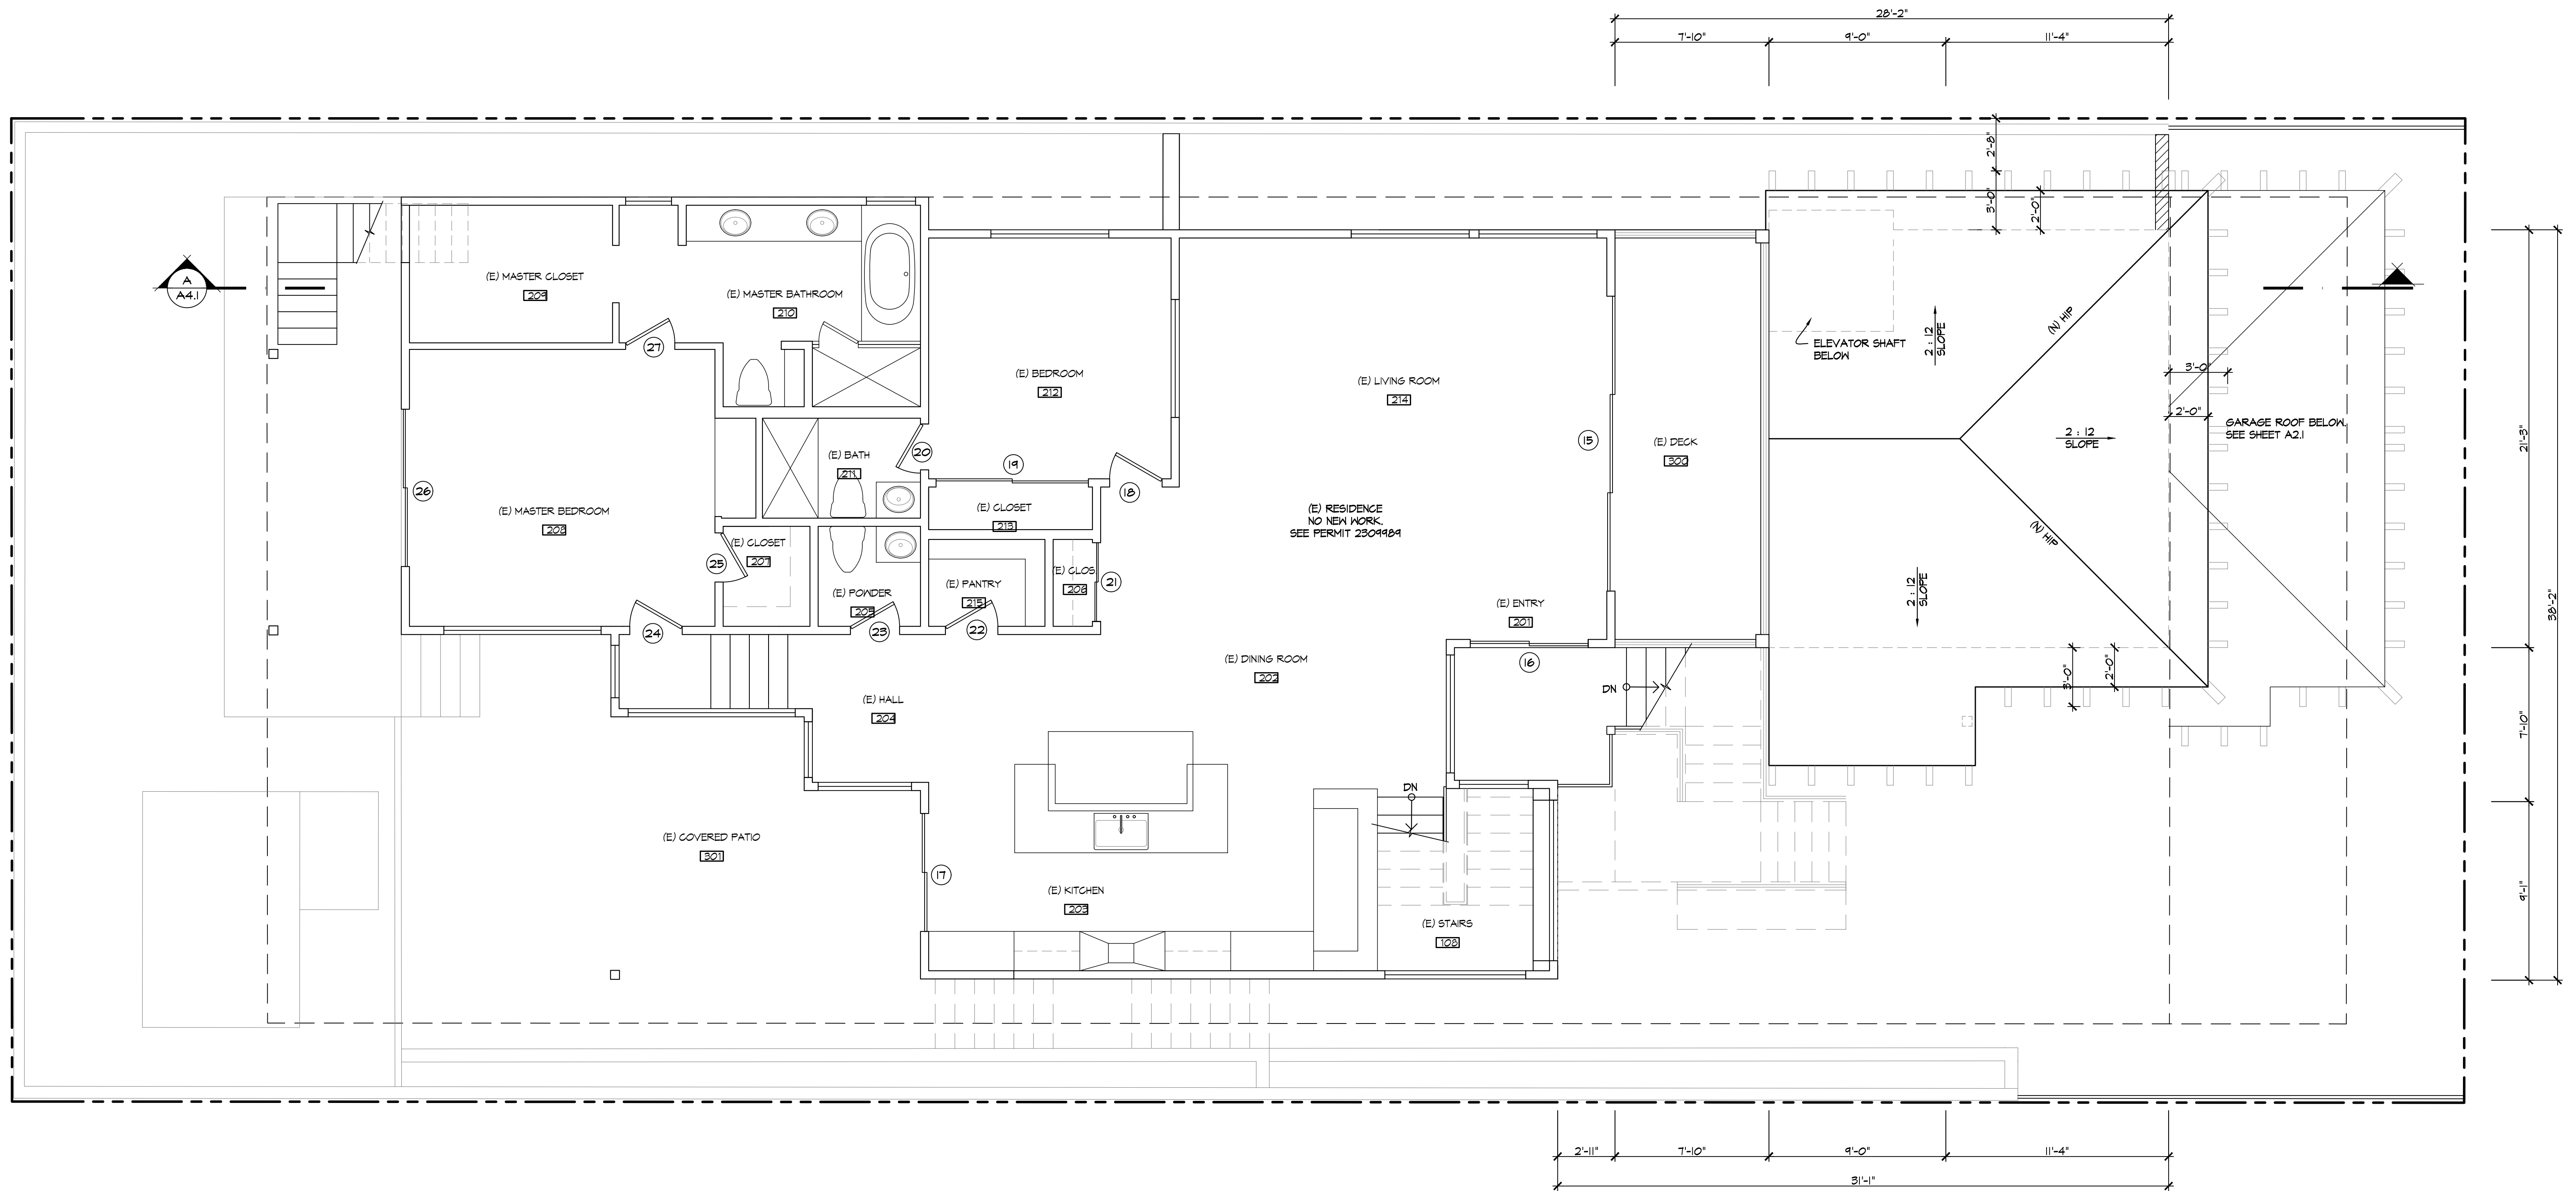 28'-2"
7'-10"
9'-0"
11'-4"
2'-8"
3'-0"
2'-0"
A
A4.1
(E) MASTER CLOSET
209
(E) MASTER BATHROOM
210
27
(E) BEDROOM
212
(E) LIVING ROOM
214
ELEVATOR SHAFT
BELOW
2 : 12
SLOPE
(N) HIP
3'-0"
2'-0"
GARAGE ROOF BELOW.
SEE SHEET A2.1
2 : 12
SLOPE
15
(E) DECK
300
20
19
18
(E) BATH
211
26
(E) MASTER BEDROOM
208
(E) CLOSET
213
(E) RESIDENCE
NO NEW WORK.
SEE PERMIT 2309989
(N) HIP
21'-3"
38'-2"
(E) CLOSET
207
25
(E) POWDER
205
(E) PANTRY
215
(E) CLOS
206
21
2 : 12
SLOPE
(E) ENTRY
201
24
23
22
16
(E) DINING ROOM
202
DN
3'-0"
2'-0"
(E) HALL
204
7'-10"
DN
(E) COVERED PATIO
301
17
(E) KITCHEN
203
(E) STAIRS
108
9'-1"
2'-11"
7'-10"
9'-0"
11'-4"
31'-1"